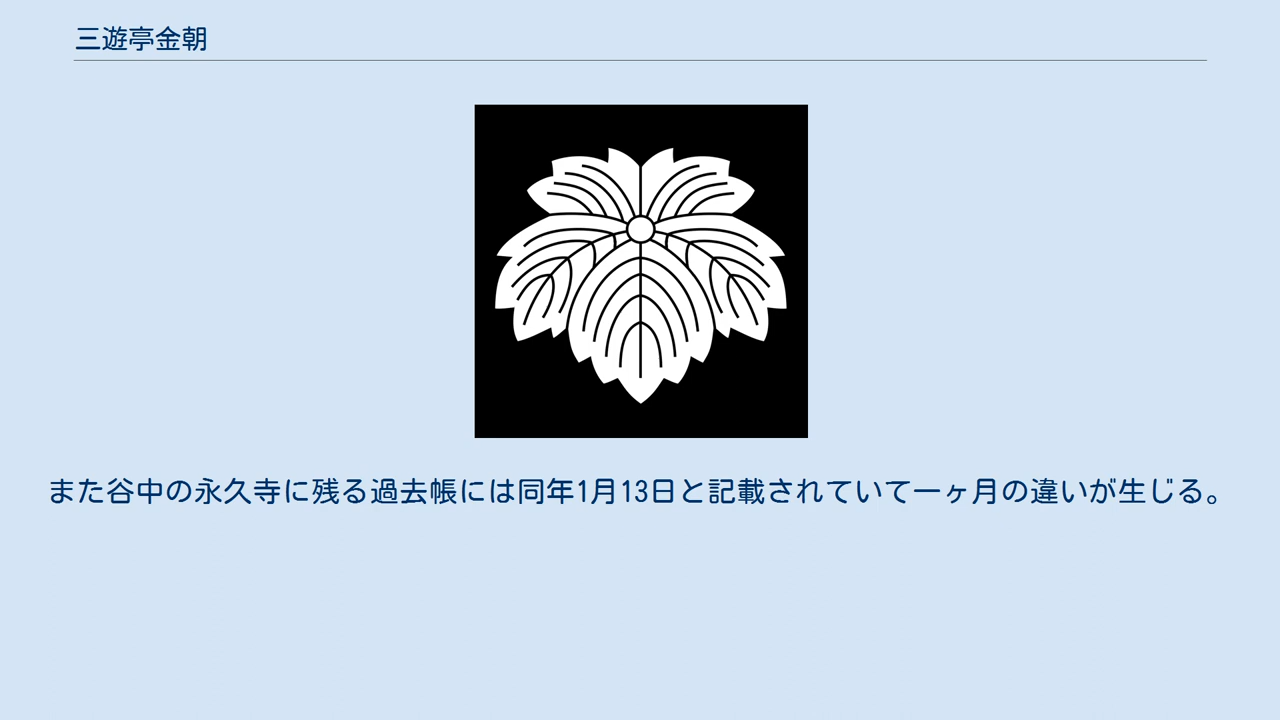 三遊亭金朝
また谷中の永久寺に残る過去帳には同年1月13日と記載されていて一ヶ月の違いが生じる。